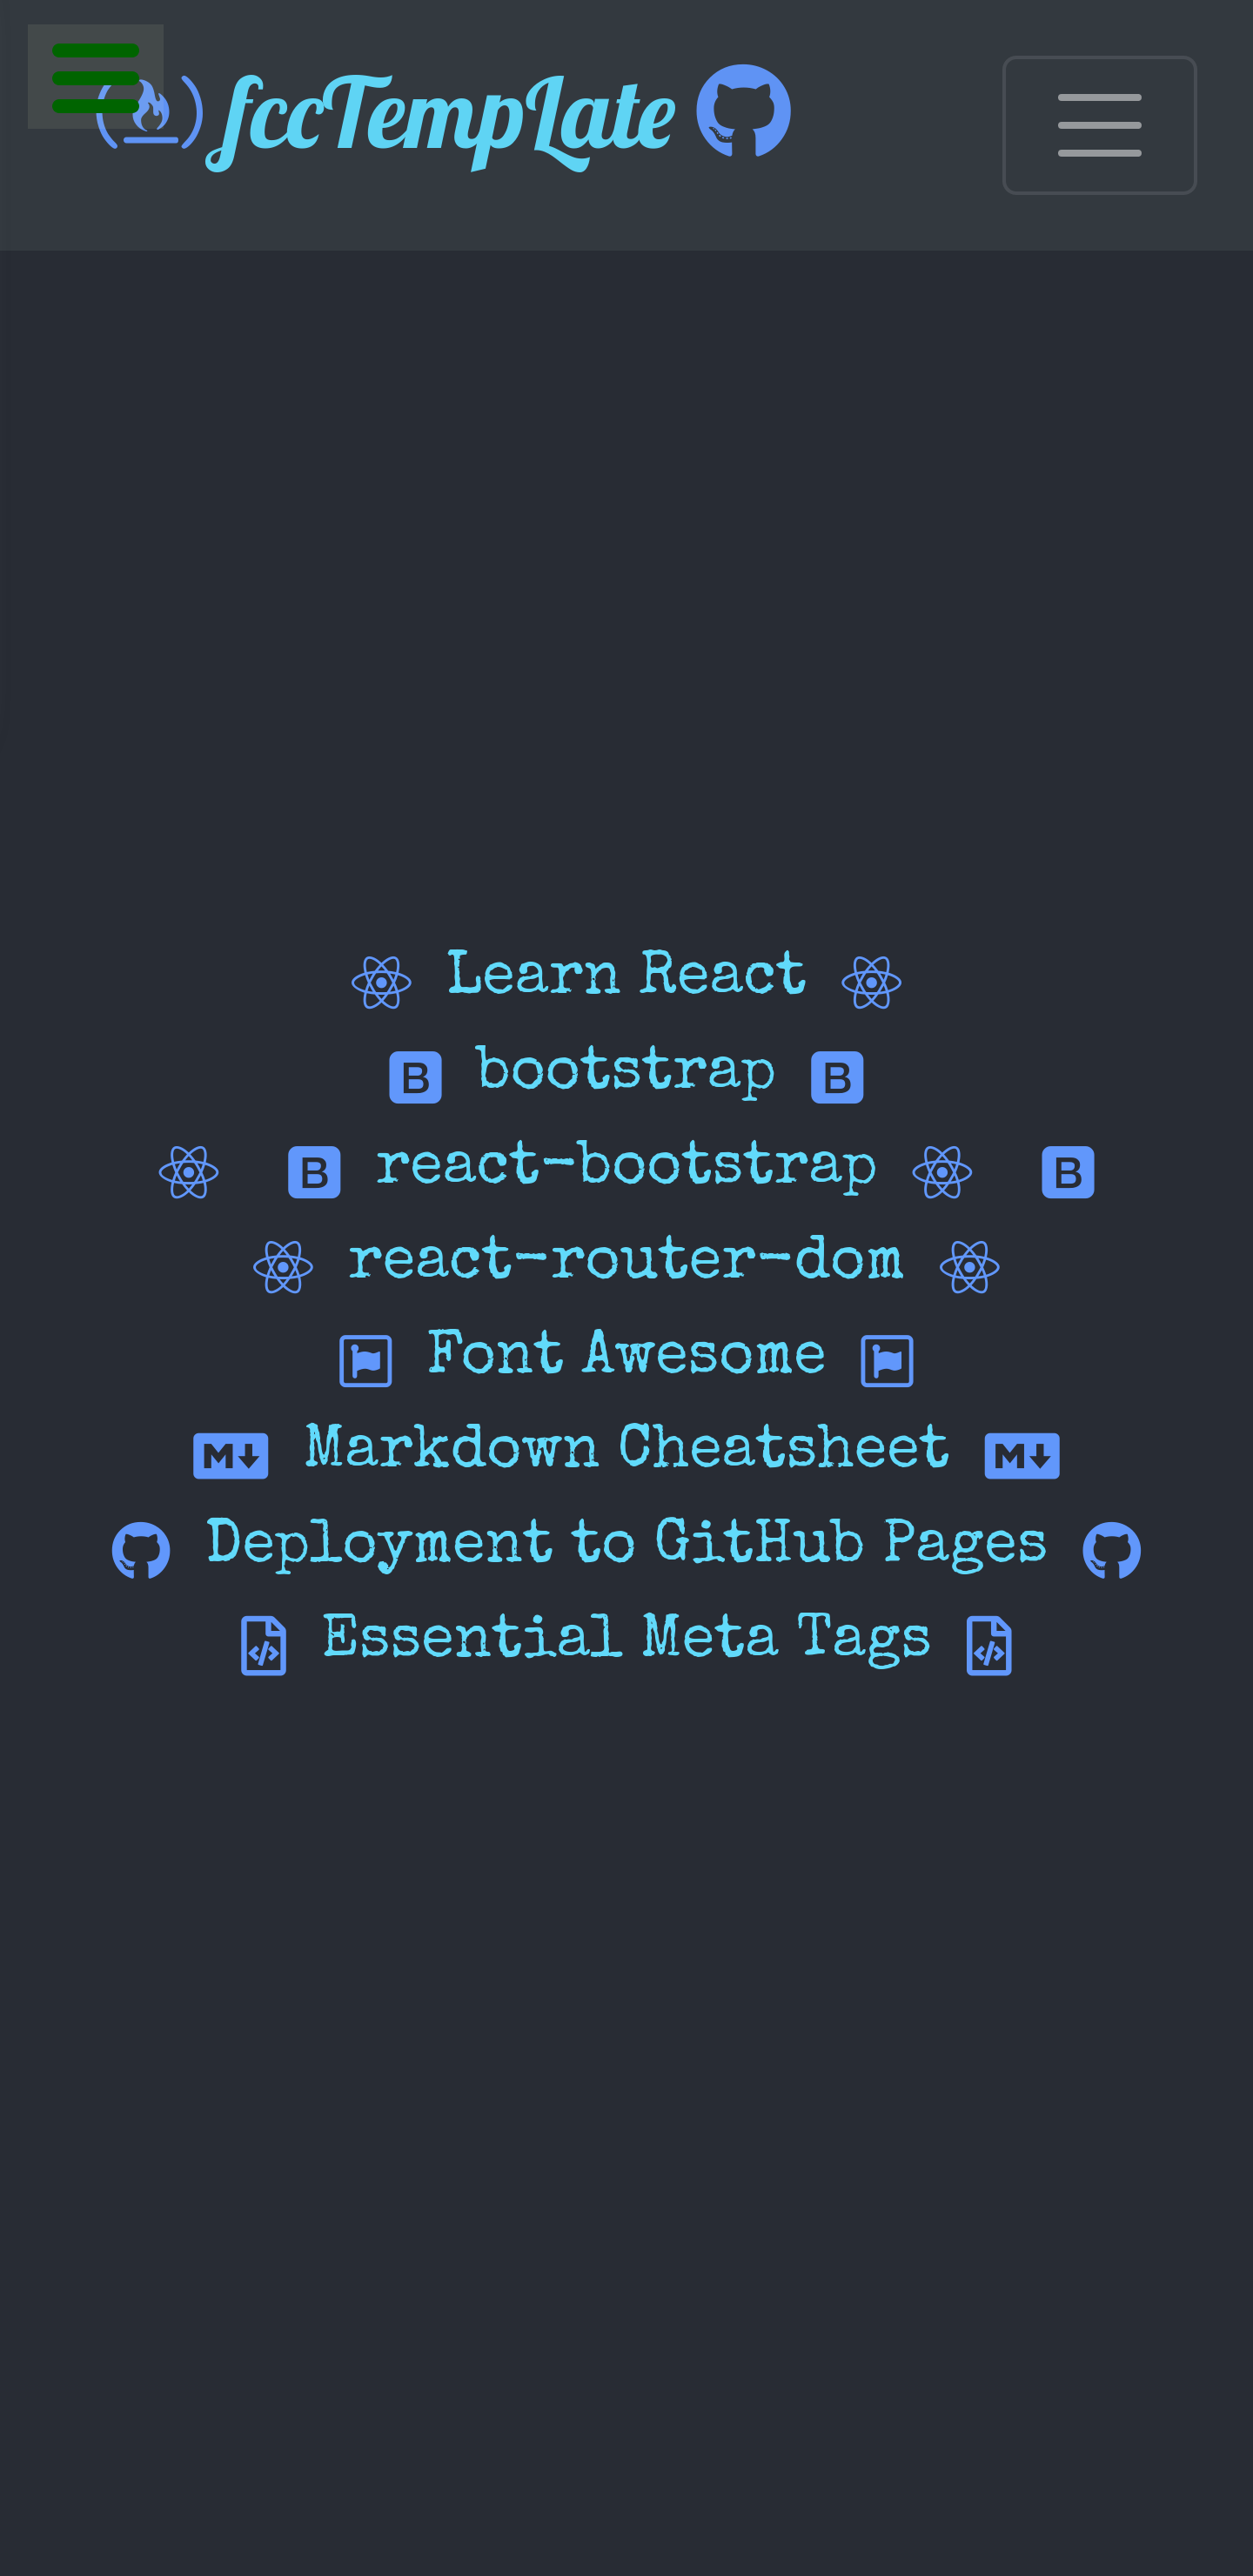 fccTempLate
Learn React
B bootstrap B
B react-bootstrap B
react-router-dom
Font Awesome
M Markdown Cheatsheet M
Deployment to GitHub Pages
</> Essential Meta Tags </>